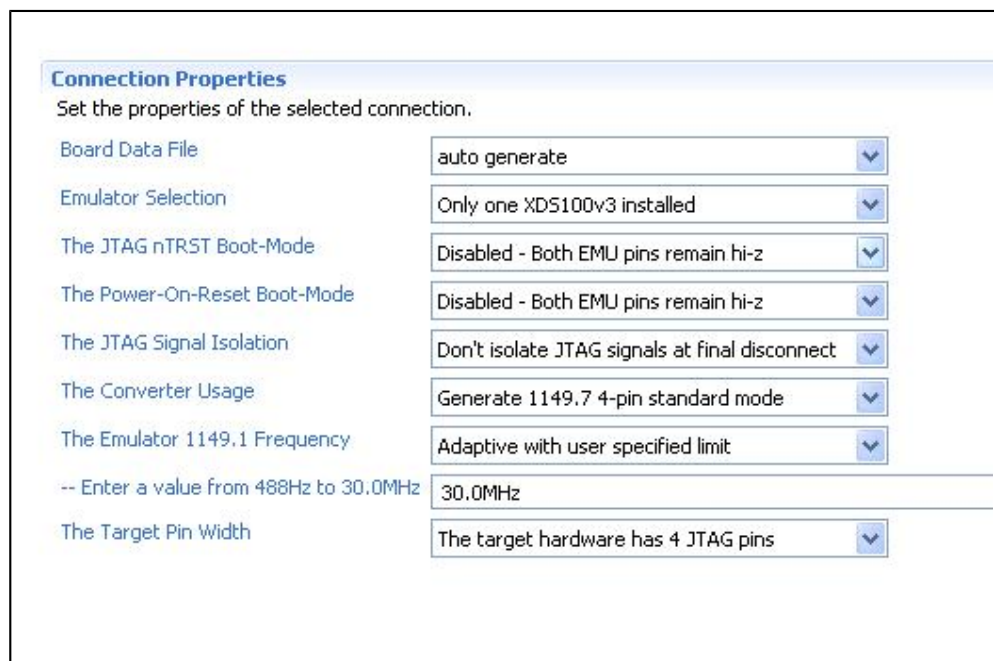 Connection Properties
Set the properties of the selected connection.
Board Data File auto generate
Emulator Selection Only one XDS100v3 installed
The JTAG nTRST Boot-Mode Disabled - Both EMU pins remain hi-z
The Power-On-Reset Boot-Mode Disabled - Both EMU pins remain hi-z
The JTAG Signal Isolation Don't isolate JTAG signals at final disconnect
The Converter Usage Generate 1149.7 4-pin standard mode
The Emulator 1149.1 Frequency Adaptive with user specified limit
-- Enter a value from 488Hz to 30.0MHz 30.0MHz
The Target Pin Width The target hardware has 4 JTAG pins